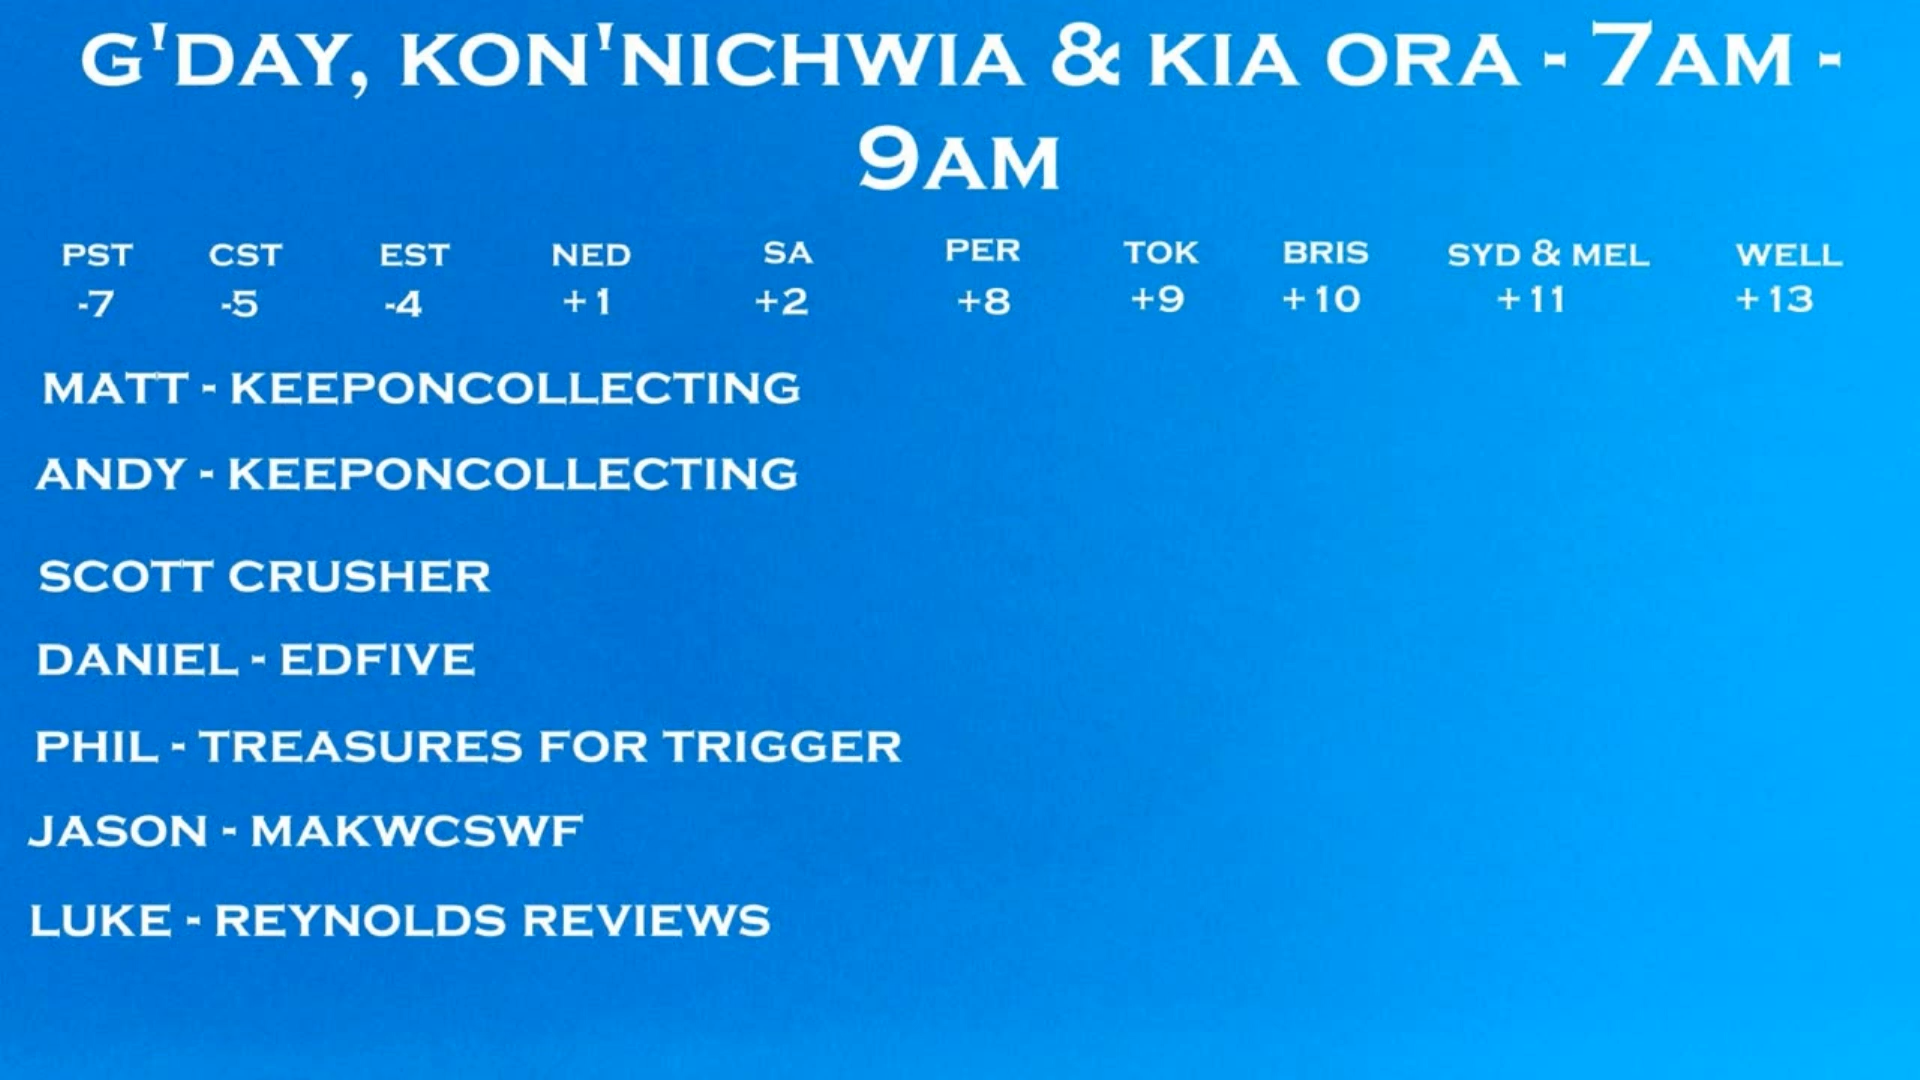 G'DAY, KON'NICHWIA & KIA ORA - 7AM -
9AM
PST CST EST NED SA PER TOK BRIS SYD & MEL WELL
-7 -5 -4 +1 +2 +8 +9 +10 +11 +13
MATT - KEEPONCOLLECTING
ANDY - KEEPONCOLLECTING
SCOTT CRUSHER
DANIEL - EDFIVE
PHIL - TREASURES FOR TRIGGER
JASON - MAKWCSWF
LUKE - REYNOLDS REVIEWS